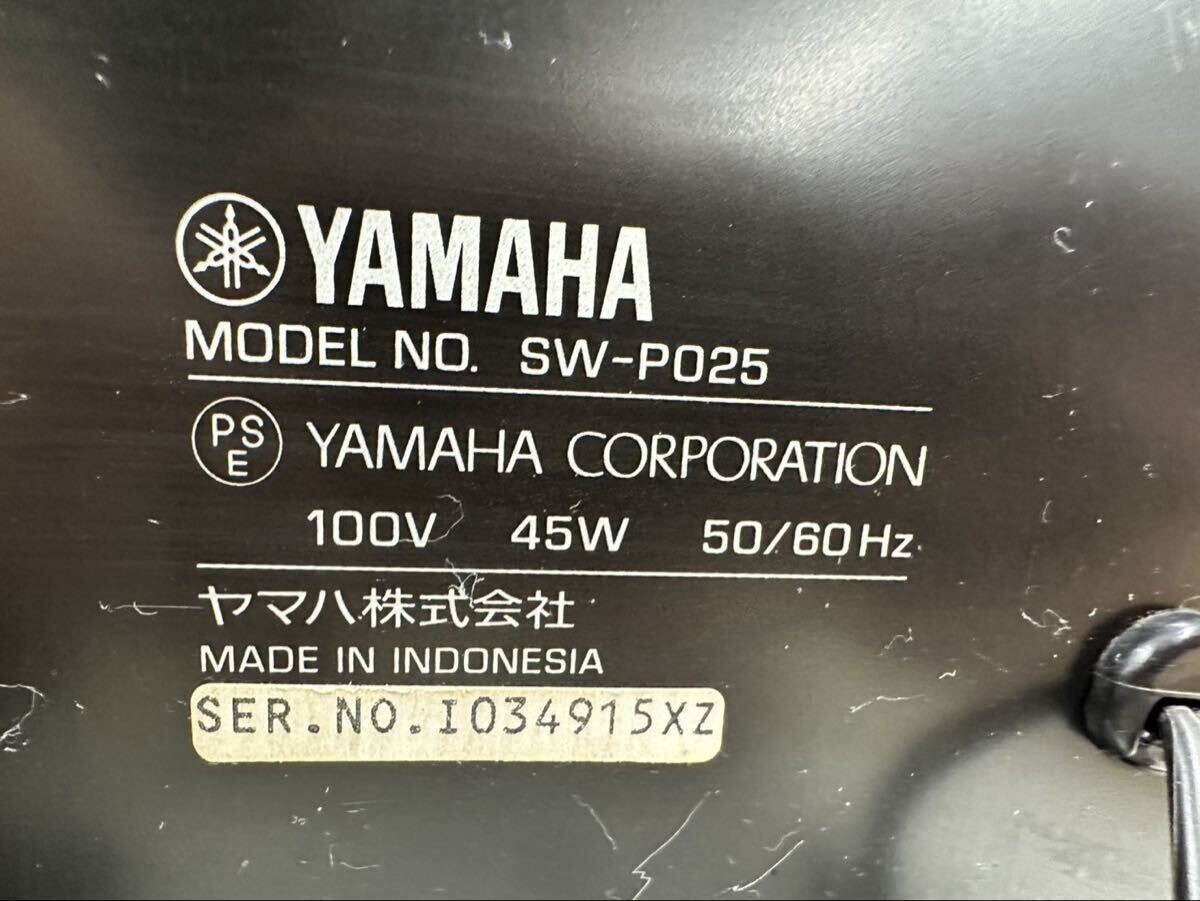 YAMAHA
MODEL NO. SW-P025
PSE YAMAHA CORPORATION
100V 45W 50/60Hz
ヤマハ株式会社
MADE IN INDONESIA
SER.NO.I034915XZ